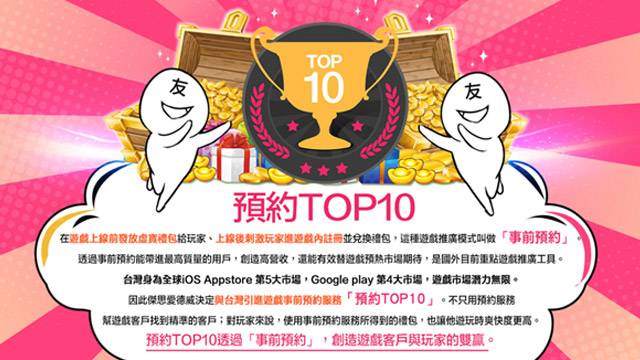 TOP
10
友
友
預約TOP10
在遊戲上線前發放虛寶禮包給玩家、上線後刺激玩家進遊戲內註冊並兌換禮包，這種遊戲推廣模式叫做「事前預約」。
透過事前預約能帶進最高質量的用戶，創造高營收，還能有效替遊戲預熱市場期待，是國外目前重點遊戲推廣工具。
台灣身為全球iOS Appstore 第5大市場，Google play 第4大市場，遊戲市場潛力無限。
因此傑思愛德威決定與台灣引進遊戲事前預約服務「預約TOP10」。不只用預約服務
幫遊戲客戶找到精準的客戶；對玩家來說，使用事前預約服務所得到的禮包，也讓他遊玩時爽快度更高。
預約TOP10透過「事前預約」，創造遊戲客戶與玩家的雙贏。